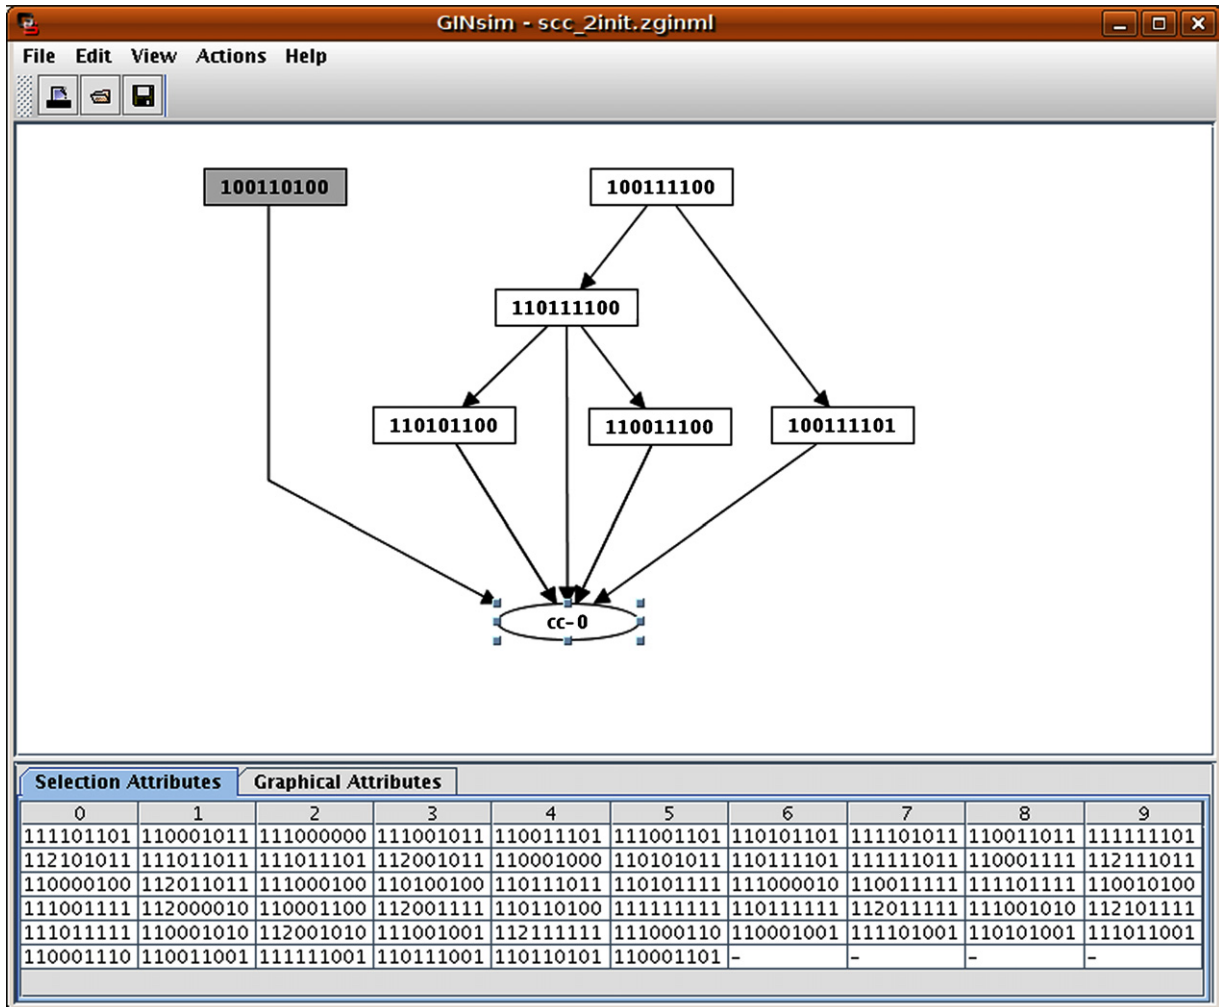 GINsim - scc_2init.zginml
File Edit View Actions Help
100110100 100111100
110111100
110101100 110011100 100111101
cc-0
Selection Attributes Graphical Attributes
0 1 2 3 4 5 6 7 8 9
111101101 110001011 111000000 111001011 110011101 111001101 110101101 111101011 110011011 111111101
112101011 111011011 111011101 112001011 110001000 110101011 110111101 111111011 110001111 112111011
110000100 112011011 111000100 110100100 110111011 110101111 111000010 110011111 111101111 110010100
111001111 112000010 110001100 112001111 110110100 111111111 110111111 112011111 111001010 112101111
111011111 110001010 112001010 111001001 112111111 111000110 110001001 111101001 110101001 111011001
110001110 110011001 111111001 110111001 110110101 110001101 - - - -